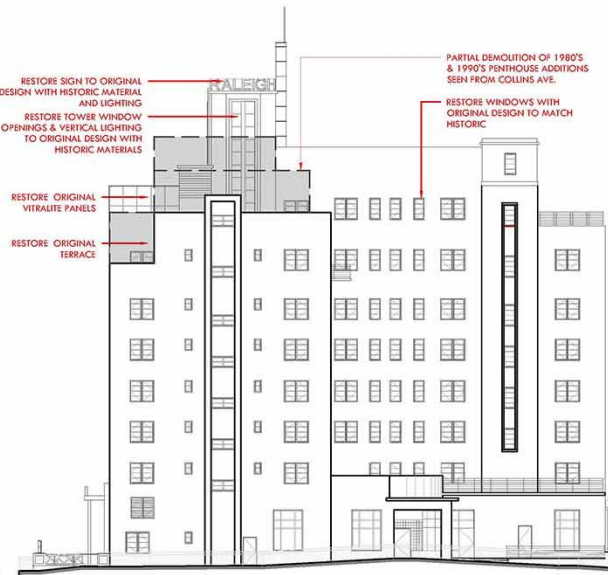 RESTORE SIGN TO ORIGINAL
DESIGN WITH HISTORIC MATERIAL
AND LIGHTING
RESTORE TOWER WINDOW
OPENINGS & VERTICAL LIGHTING
TO ORIGINAL DESIGN WITH
HISTORIC MATERIALS
RESTORE ORIGINAL
VITRALITE PANELS
RESTORE ORIGINAL
TERRACE
RALEIGH
PARTIAL DEMOLITION OF 1980'S
& 1990'S PENTHOUSE ADDITIONS
SEEN FROM COLLINS AVE.
RESTORE WINDOWS WITH
ORIGINAL DESIGN TO MATCH
HISTORIC